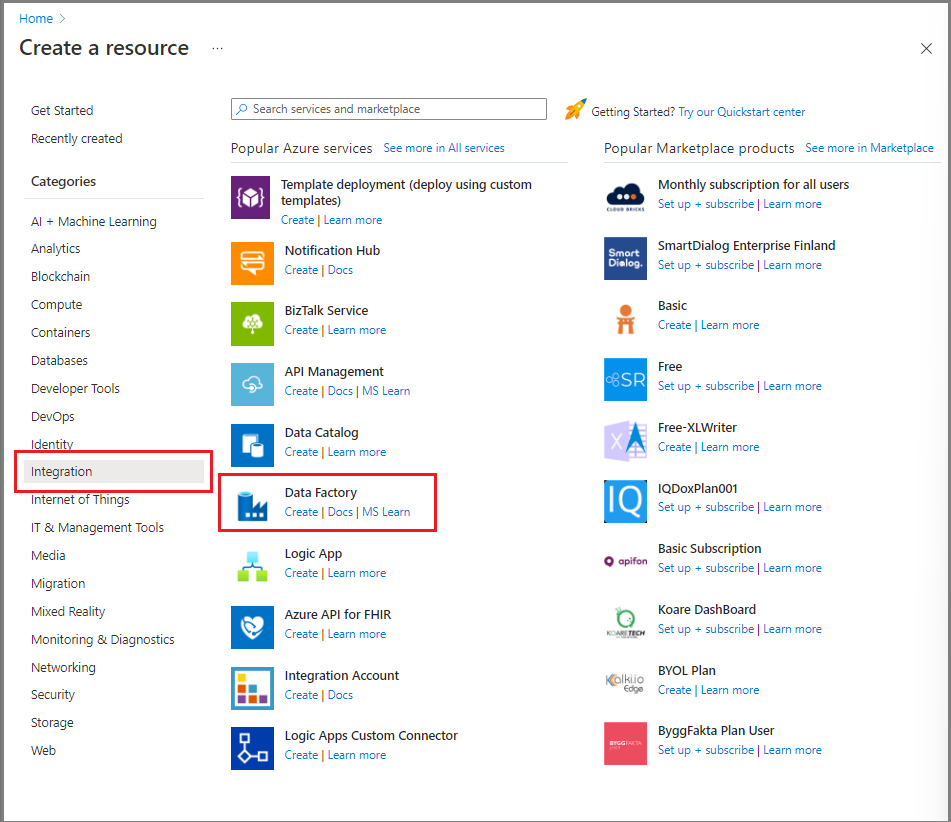 Home >
Create a resource ...
Get Started
Recently created
Categories
AI + Machine Learning
Analytics
Blockchain
Compute
Containers
Databases
Developer Tools
DevOps
Identity
Integration
Internet of Things
IT & Management Tools
Media
Migration
Mixed Reality
Monitoring & Diagnostics
Networking
Security
Storage
Web
Search services and marketplace
Getting Started? Try our Quickstart center
Popular Azure services See more in All services
Template deployment (deploy using custom
templates)
Create | Learn more
Notification Hub
Create | Docs
BizTalk Service
Create | Learn more
API Management
Create | Docs | MS Learn
Data Catalog
Create | Learn more
Data Factory
Create | Docs | MS Learn
Logic App
Create | Learn more
Azure API for FHIR
Create | Learn more
Integration Account
Create | Docs
Logic Apps Custom Connector
Create | Learn more
Popular Marketplace products See more in Marketplace
CLOUD BRICKS
Monthly subscription for all users
Set up + subscribe | Learn more
Smart
Dialog.
SmartDialog Enterprise Finland
Set up + subscribe | Learn more
Basic
Create | Learn more
SR
Free
Set up + subscribe | Learn more
X
Free-XLWriter
Create | Learn more
IQ
IQDoxPlan001
Set up + subscribe | Learn more
apifon
Basic Subscription
Set up + subscribe | Learn more
KOARETECH
Koare DashBoard
Set up + subscribe | Learn more
Kalki.io
Edge
BYOL Plan
Create | Learn more
BYGGFAKTA
ByggFakta Plan User
Set up + subscribe | Learn more